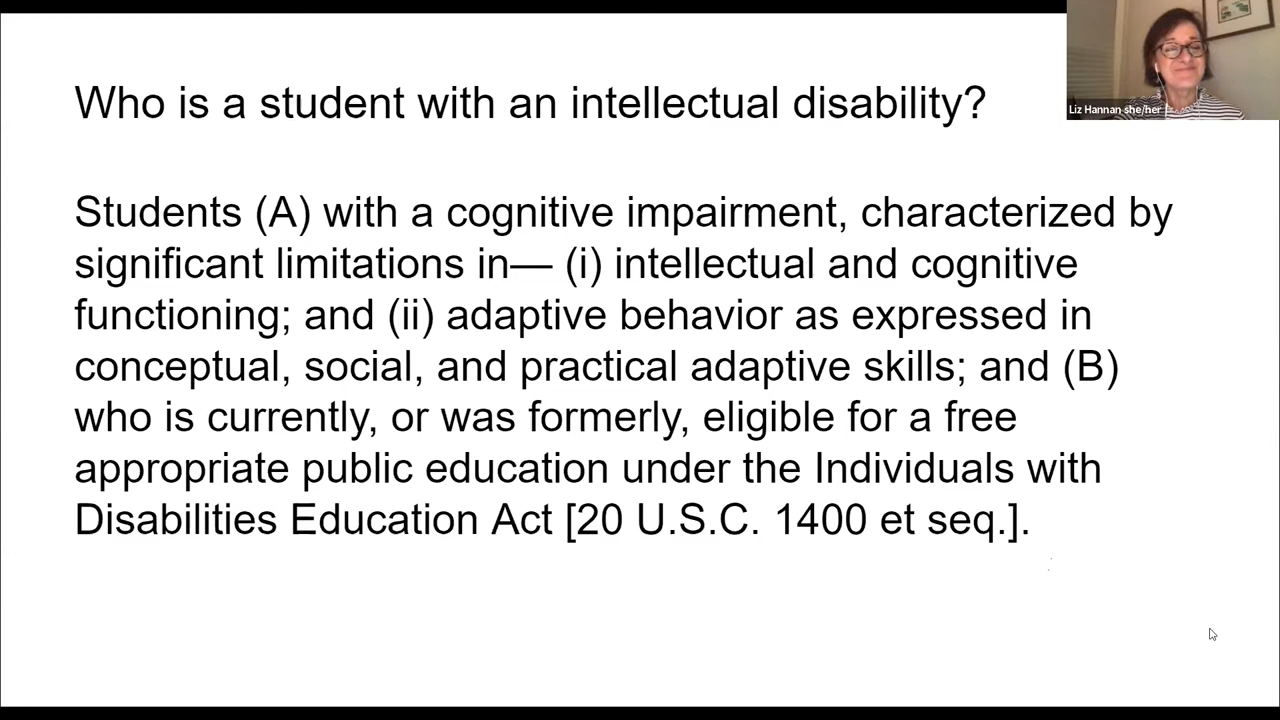 Who is a student with an intellectual disability?
Liz Hannan she/her
Students (A) with a cognitive impairment, characterized by
significant limitations in— (i) intellectual and cognitive
functioning; and (ii) adaptive behavior as expressed in
conceptual, social, and practical adaptive skills; and (B)
who is currently, or was formerly, eligible for a free
appropriate public education under the Individuals with
Disabilities Education Act [20 U.S.C. 1400 et seq.].